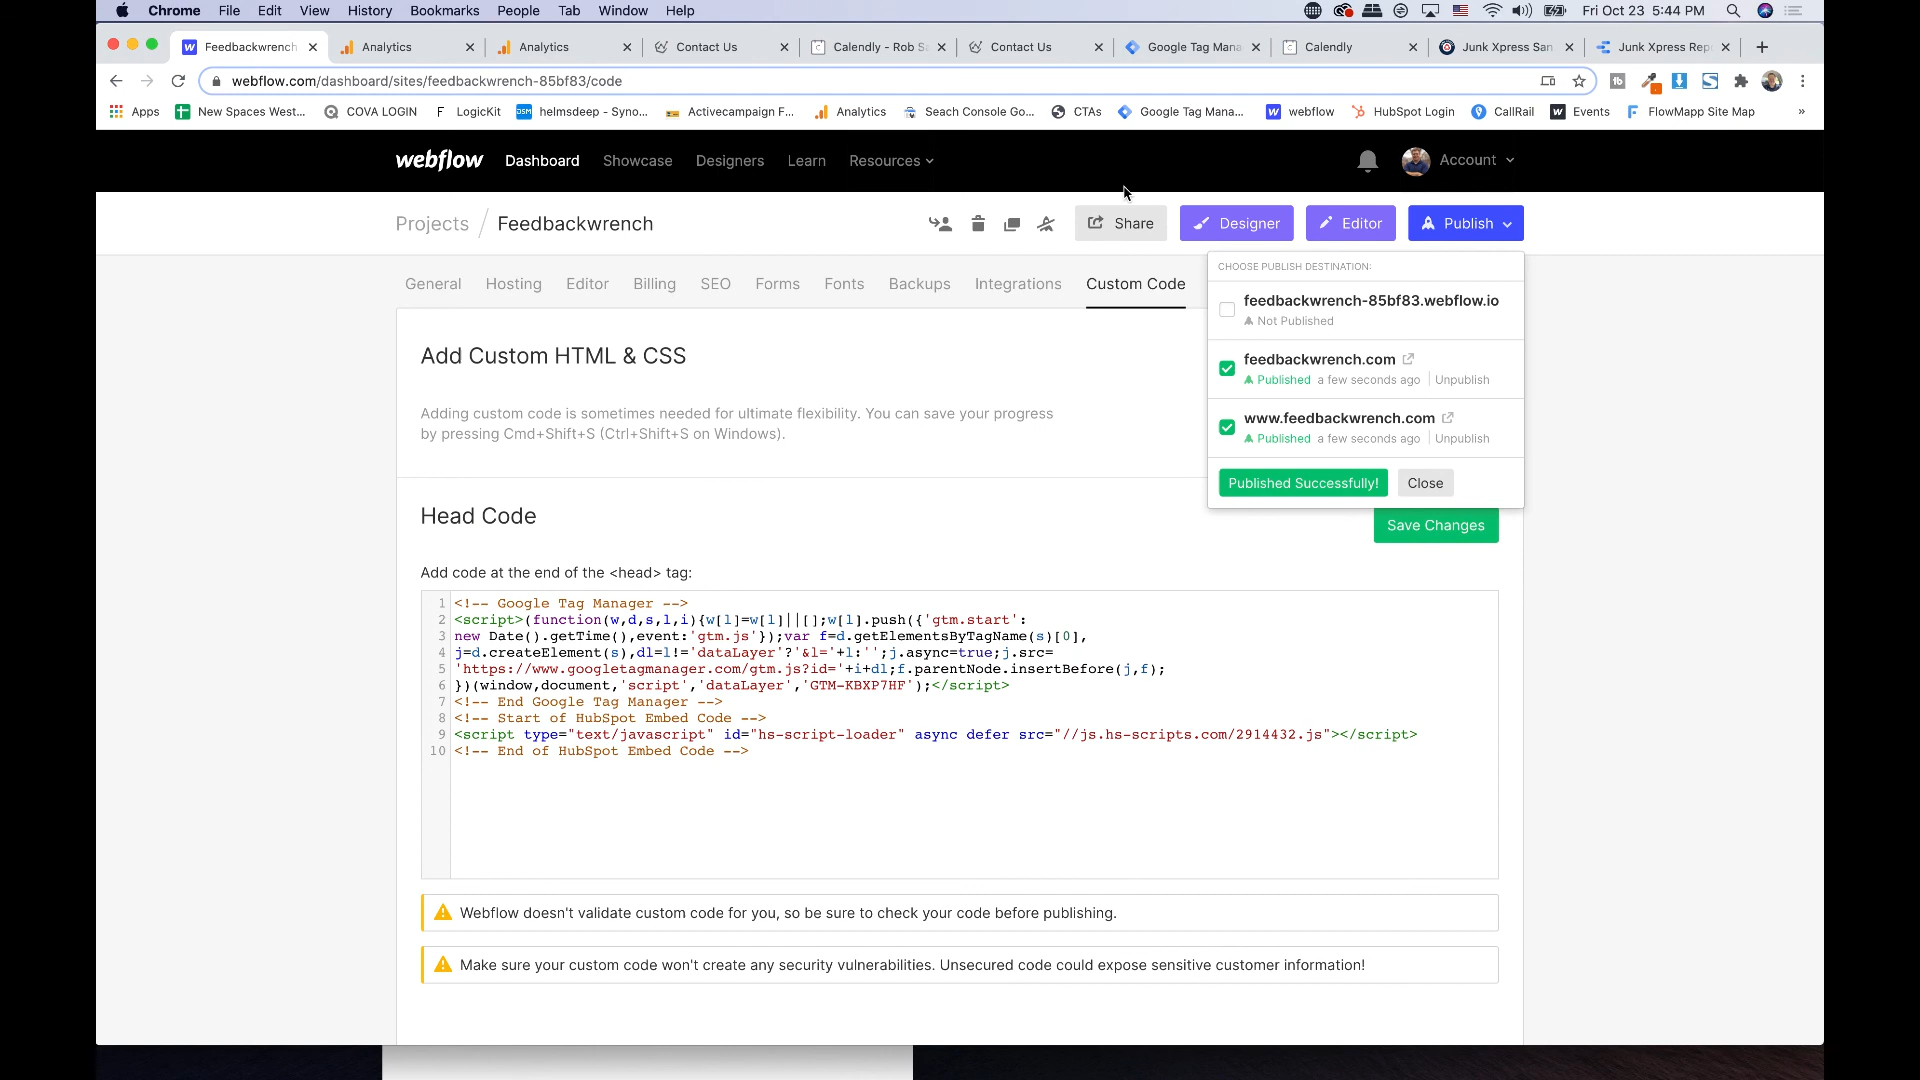 Chrome File Edit View History Bookmarks People Tab Window Help Fri Oct 23 5:44 PM
Feedbackwrench Analytics Analytics Contact Us Calendly - Rob Sa Contact Us Google Tag Mana Calendly Junk Xpress San Junk Xpress Rep
webflow.com/dashboard/sites/feedbackwrench-85bf83/code
Apps New Spaces West... COVA LOGIN F LogicKit DSM helmsdeep - Syno... Activecampaign F... Analytics Seach Console Go... CTAs Google Tag Mana... webflow HubSpot Login CallRail Events FlowMapp Site Map »
webflow Dashboard Showcase Designers Learn Resources Account
Projects / Feedbackwrench Share Designer Editor Publish
CHOOSE PUBLISH DESTINATION:
General Hosting Editor Billing SEO Forms Fonts Backups Integrations Custom Code
feedbackwrench-85bf83.webflow.io
Not Published
feedbackwrench.com
Published a few seconds ago Unpublish
www.feedbackwrench.com
Published a few seconds ago Unpublish
Published Successfully! Close
Add Custom HTML & CSS
Adding custom code is sometimes needed for ultimate flexibility. You can save your progress
by pressing Cmd+Shift+S (Ctrl+Shift+S on Windows).
Head Code
Save Changes
Add code at the end of the <head> tag:
1 <!-- Google Tag Manager -->
2 <script>(function(w,d,s,l,i){w[l]=w[l]||[];w[l].push({'gtm.start':
3 new Date().getTime(),event:'gtm.js'});var f=d.getElementsByTagName(s)[0],
4 j=d.createElement(s),dl=l!='dataLayer'?'&l='+l:'';j.async=true;j.src=
5 'https://www.googletagmanager.com/gtm.js?id='+i+dl;f.parentNode.insertBefore(j,f);
6 })(window,document,'script','dataLayer','GTM-KBXP7HF');</script>
7 <!-- End Google Tag Manager -->
8 <!-- Start of HubSpot Embed Code -->
9 <script type="text/javascript" id="hs-script-loader" async defer src="//js.hs-scripts.com/2914432.js"></script>
10 <!-- End of HubSpot Embed Code -->
Webflow doesn't validate custom code for you, so be sure to check your code before publishing.
Make sure your custom code won't create any security vulnerabilities. Unsecured code could expose sensitive customer information!